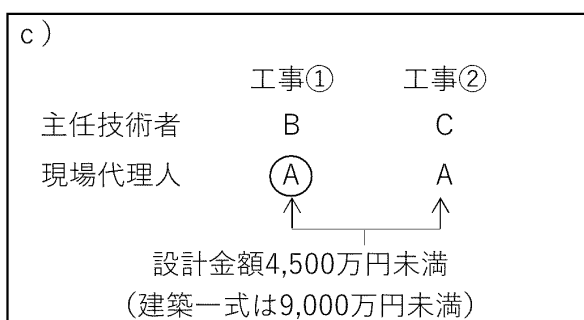 c)
工事① 工事②
主任技術者 B C
現場代理人 A A
設計金額4,500万円未満
(建築一式は9,000万円未満)